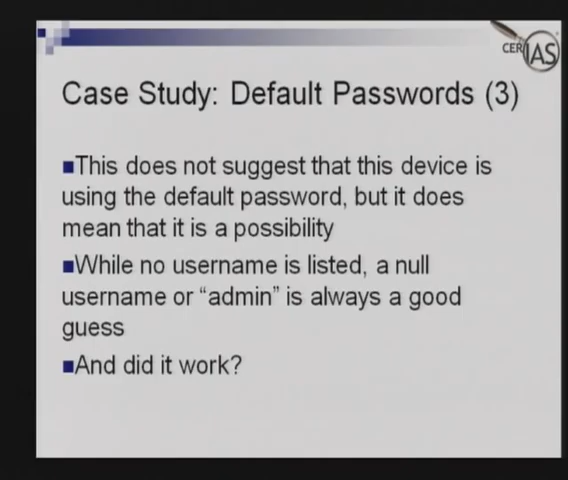 CERIAS
Case Study: Default Passwords (3)
This does not suggest that this device is
using the default password, but it does
mean that it is a possibility
While no username is listed, a null
username or “admin” is always a good
guess
And did it work?